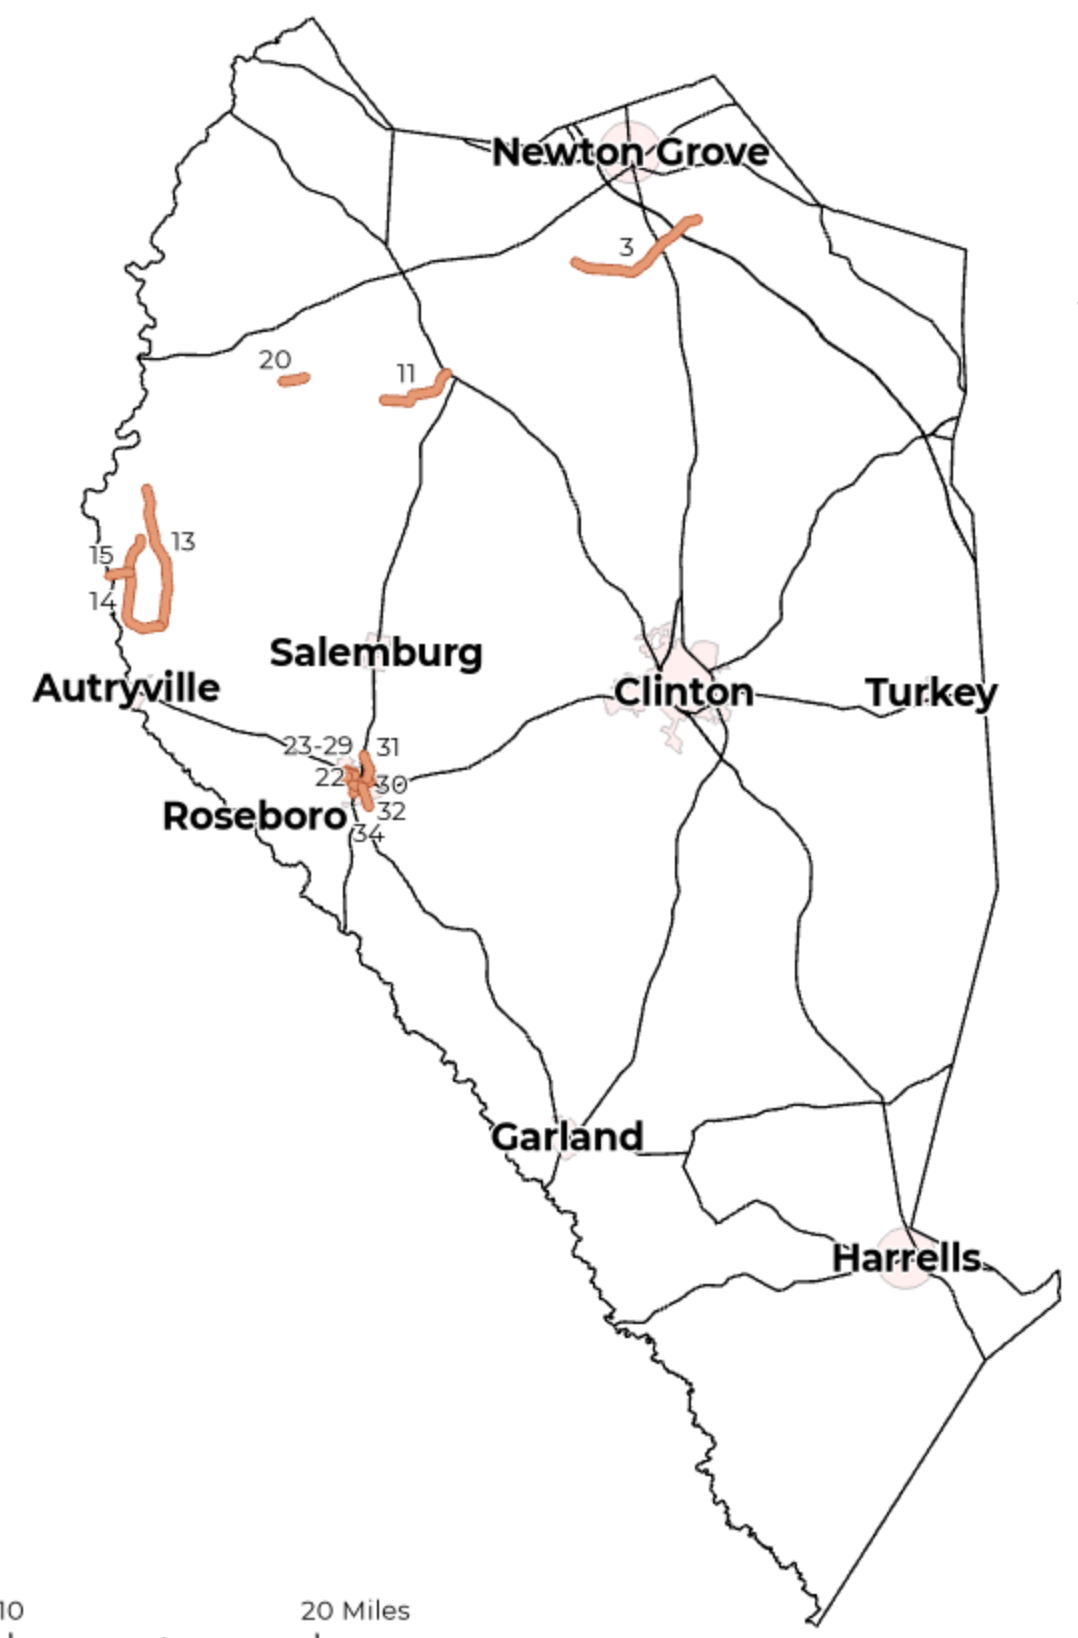 Newton Grove
3
20
11
13
15
14
Salemburg
Autryville
Clinton
Turkey
23-29
31
22
30
Roseboro
32
34
Garland
Harrells
10
20 Miles